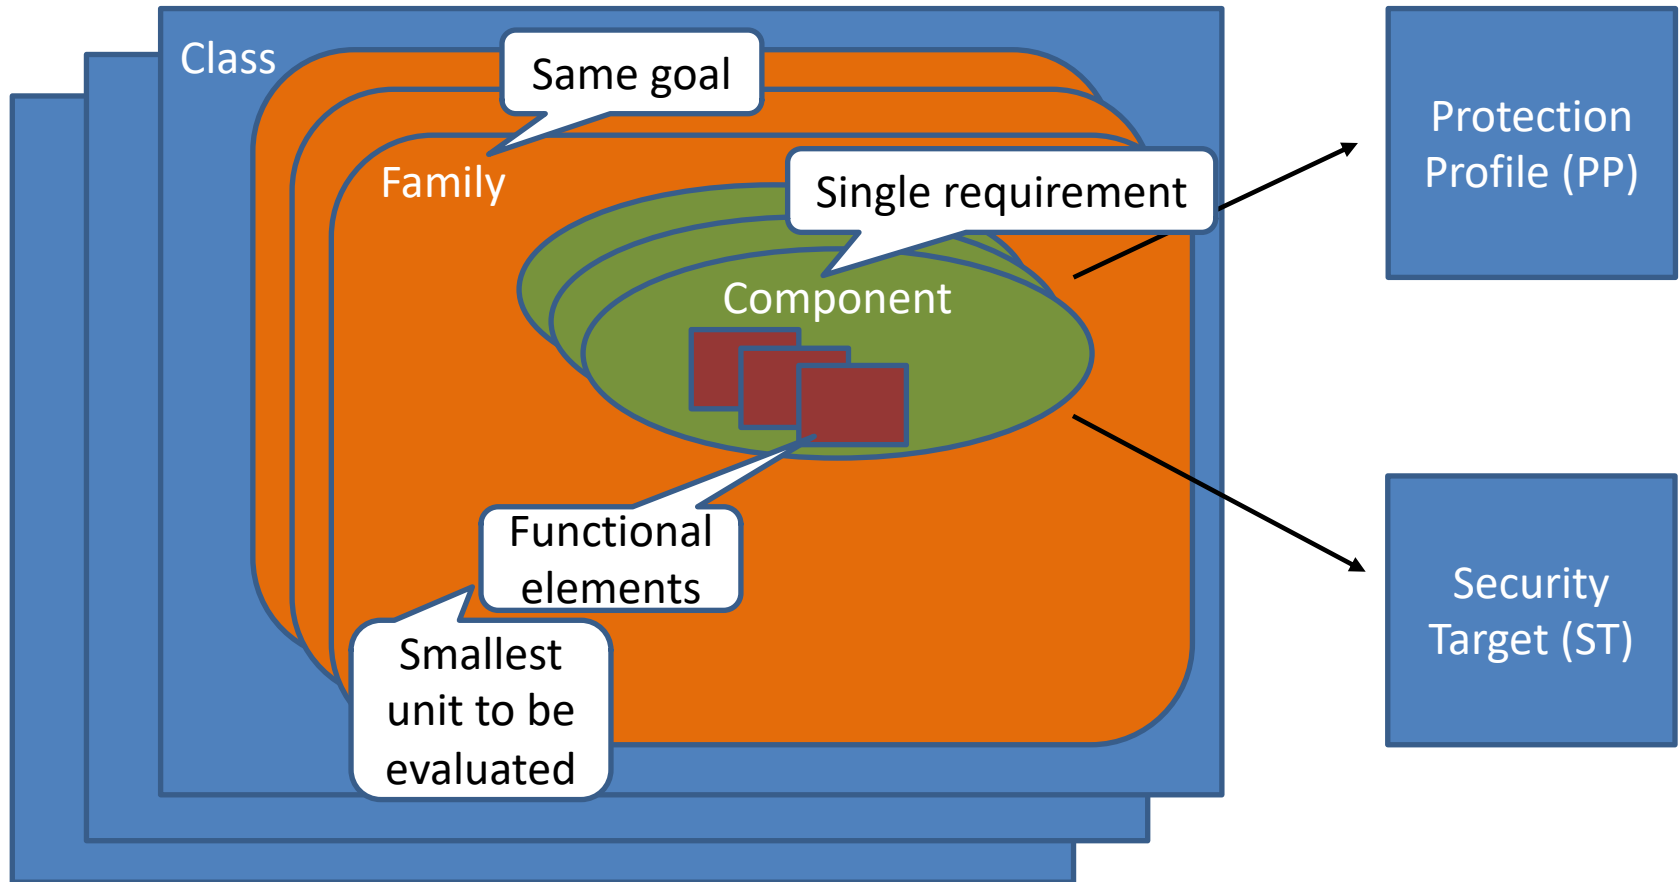 Class
Same goal
Family
Single requirement
Component
Functional
elements
Smallest
unit to be
evaluated
Protection
Profile (PP)
Security
Target (ST)